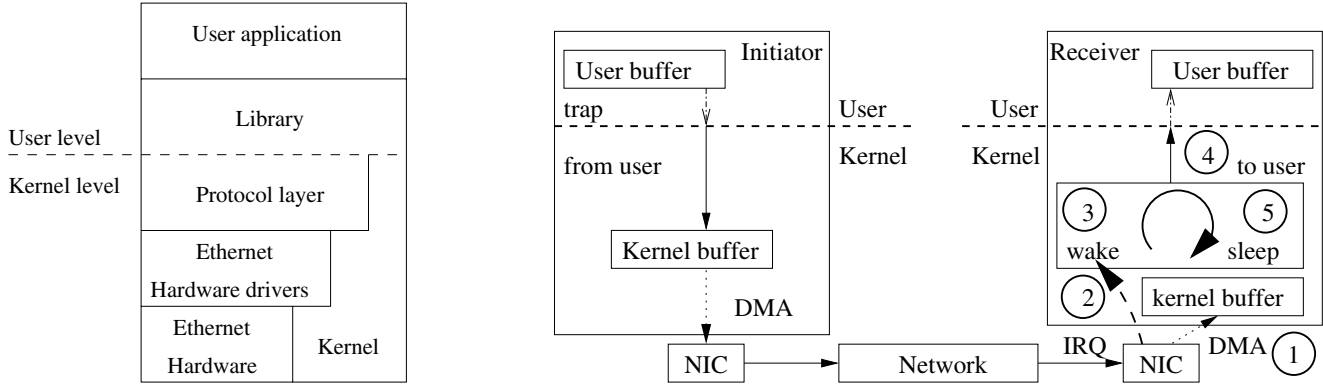 User application
Library
User level
Kernel level
Protocol layer
Ethernet
Hardware drivers
Ethernet
Hardware
Kernel
Initiator
User buffer
trap
User
Kernel
from user
Kernel buffer
DMA
NIC
Network
Receiver
User buffer
User
Kernel
4
to user
3
5
wake
sleep
2
kernel buffer
IRQ
NIC
DMA
1